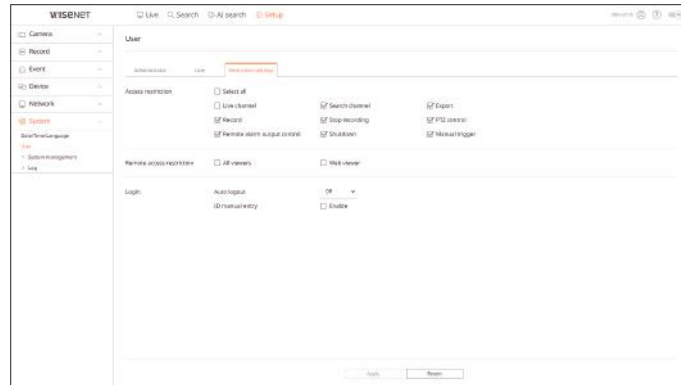 WISENET
Live Search AI search Setup
Camera
Record
Event
Device
Network
System
Date/Time/Language
User
System management
Log
User
Administrator User Permission settings
Access restriction Select all
Live channel Search channel Export
Record Stop recording PTZ control
Remote alarm output control Shutdown Manual trigger
Remote access restriction All viewers Web viewer
Login Auto logout Off
ID manual entry Enable
Apply